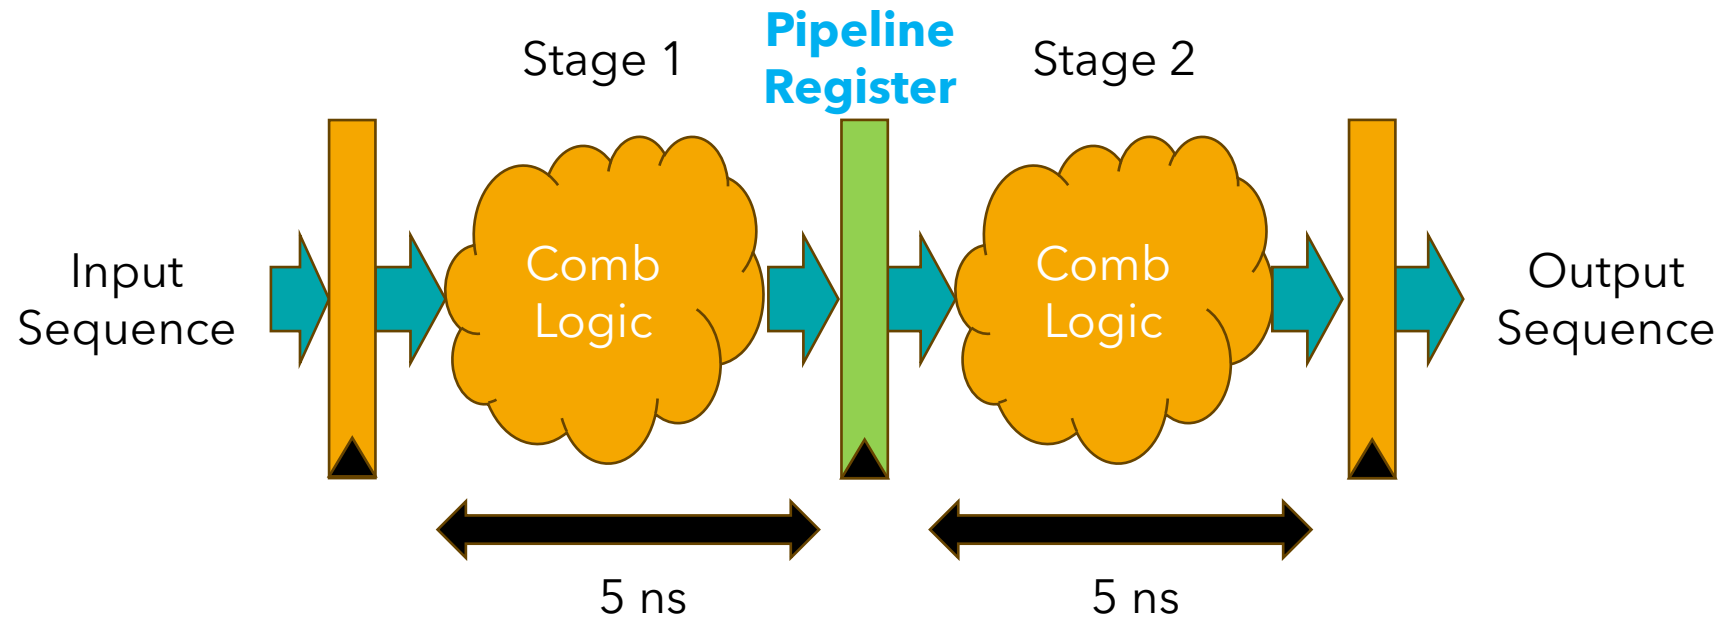 Stage 1
Pipeline
Register
Stage 2
Input
Sequence
Comb
Logic
Comb
Logic
Output
Sequence
5 ns
5 ns